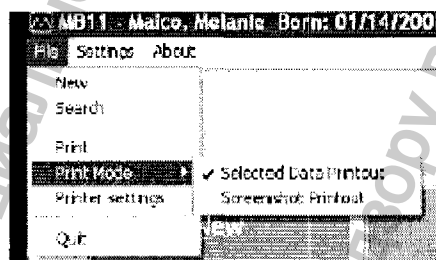 MB11 - Maico, Melanie Born: 01/14/200
File Settings About
New
Search
Print
Print Mode
✓ Selected Data Printout
Printer settings
Screenshot Printout
Quit